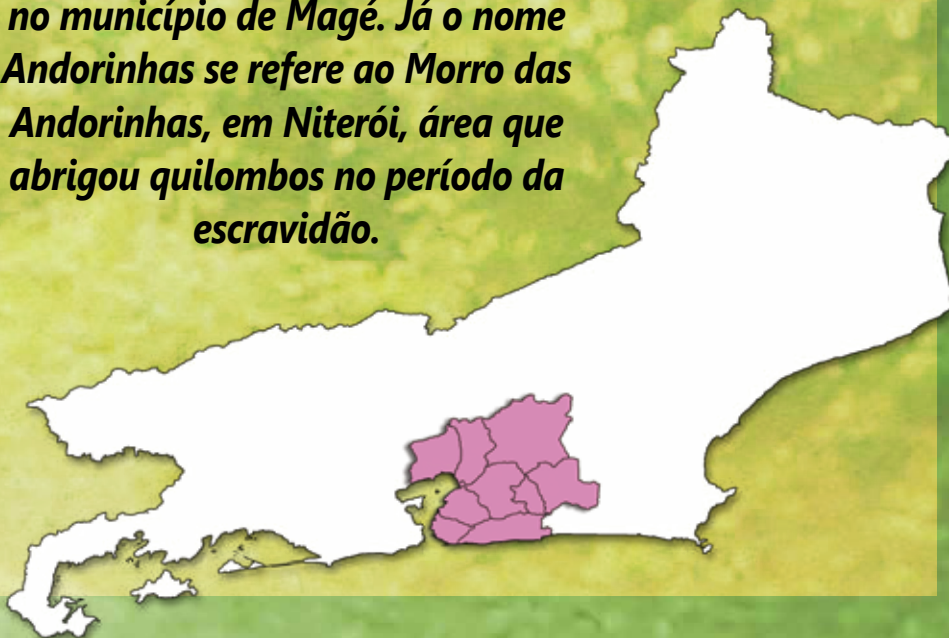 no município de Magé. Já o nome
Andorinhas se refere ao Morro das
Andorinhas, em Niterói, área que
abrigou quilombos no período da
escravidão.